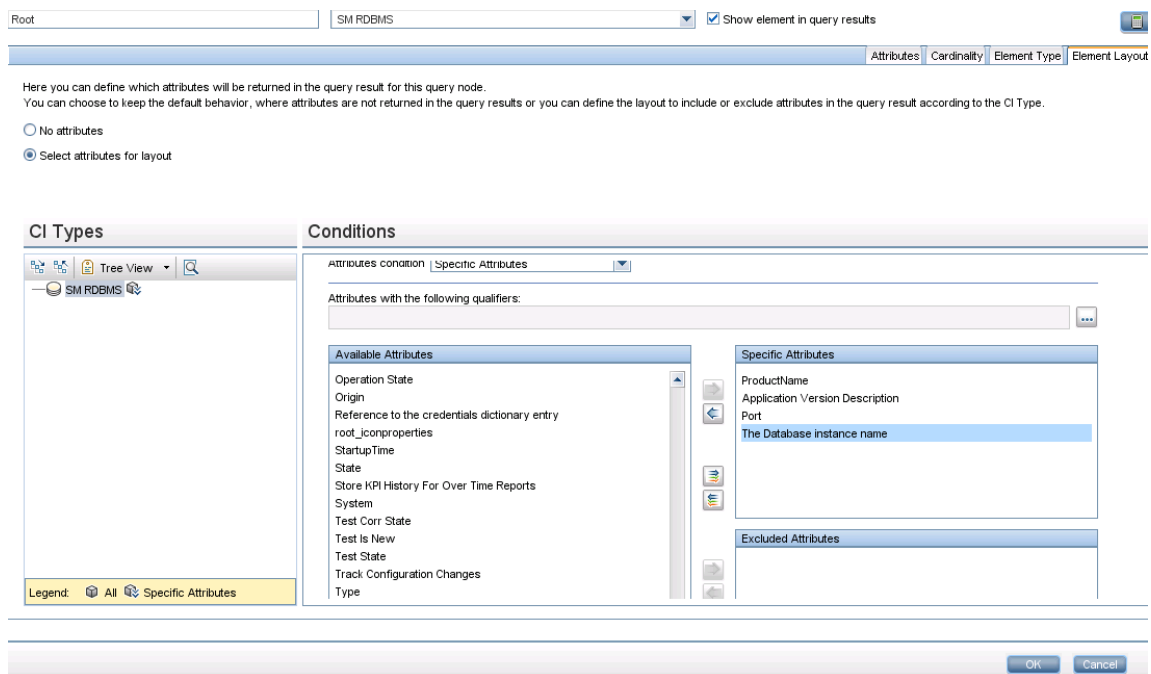 Root
SM RDBMS
Show element in query results
Attributes
Cardinality
Element Type
Element Layout
Here you can define which attributes will be returned in the query result for this query node.
You can choose to keep the default behavior, where attributes are not returned in the query results or you can define the layout to include or exclude attributes in the query result according to the CI Type.
No attributes
Select attributes for layout
CI Types
Tree View
SM RDBMS
Legend: All Specific Attributes
Conditions
Attributes condition Specific Attributes
Attributes with the following qualifiers:
...
Available Attributes
Operation State
Origin
Reference to the credentials dictionary entry
root_iconproperties
StartupTime
State
Store KPI History For Over Time Reports
System
Test Corr State
Test Is New
Test State
Track Configuration Changes
Type
Specific Attributes
ProductName
Application Version Description
Port
The Database instance name
Excluded Attributes
OK
Cancel